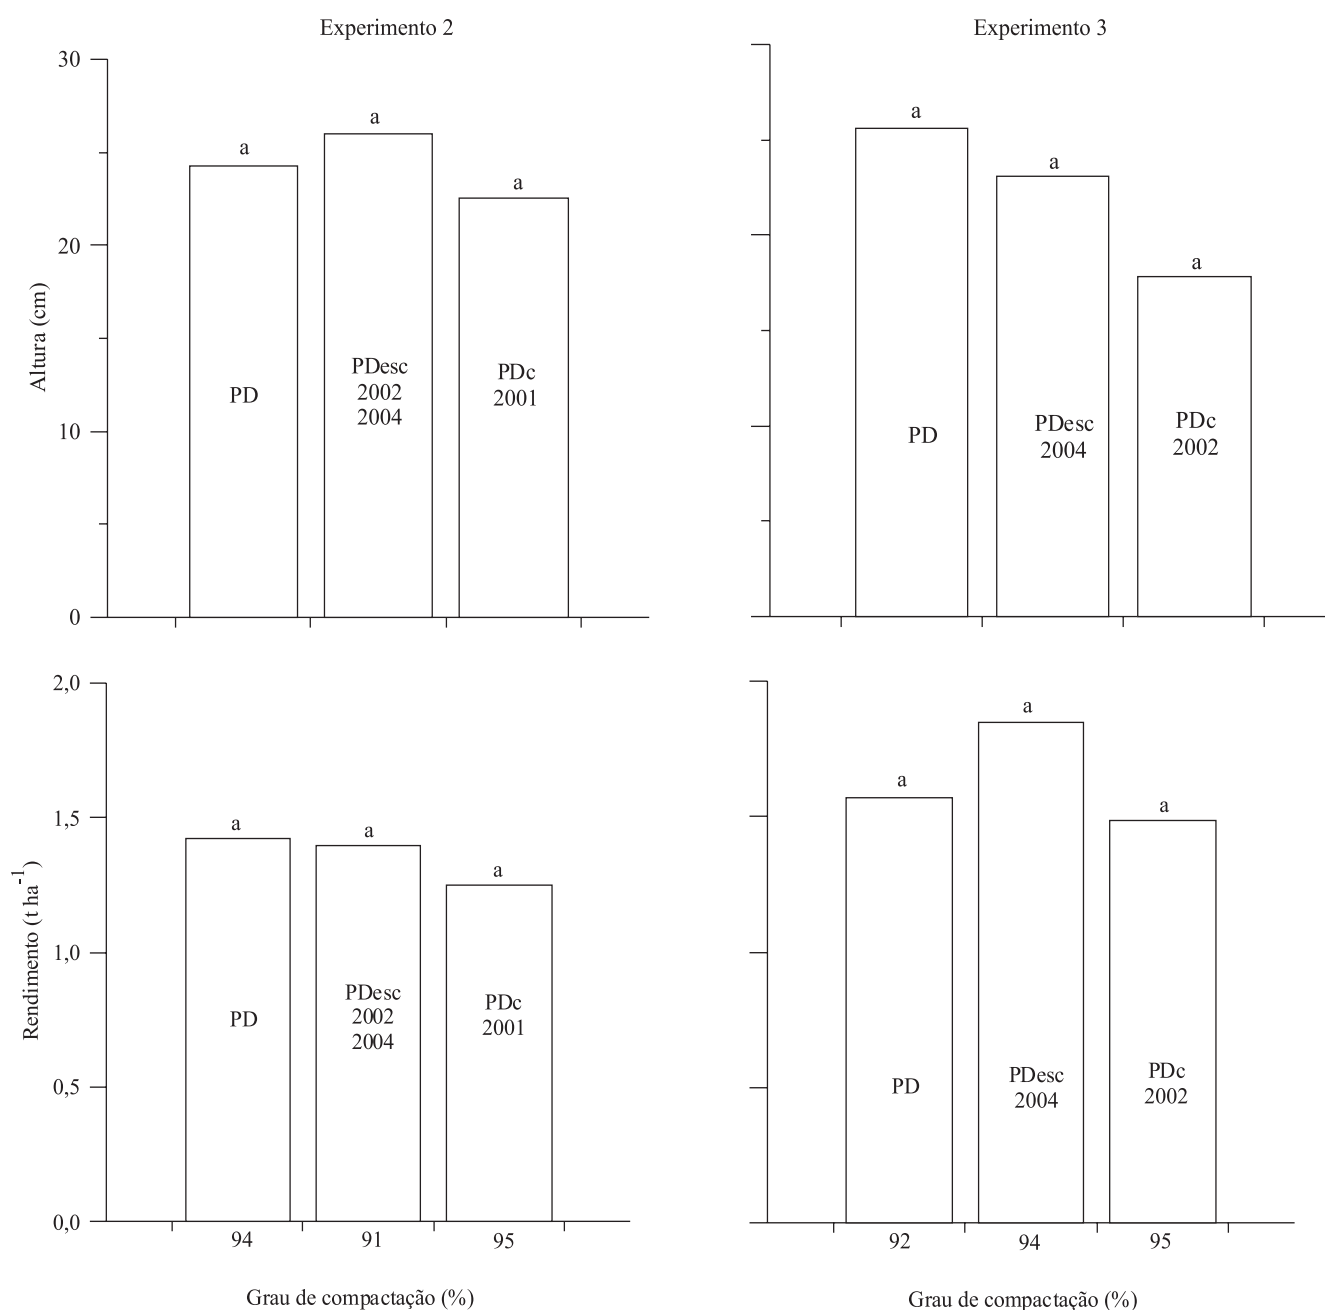 Experimento 2
Experimento 3
30
20
10
0
Altura (cm)
a
a
a
PD
PDesc
2002
2004
PDc
2001
a
a
a
PD
PDesc
2004
PDc
2002
2,0
1,5
1,0
0,5
0,0
Rendimento (t ha⁻¹)
a
a
a
PD
PDesc
2002
2004
PDc
2001
94
91
95
Grau de compactação (%)
a
a
a
PD
PDesc
2004
PDc
2002
92
94
95
Grau de compactação (%)